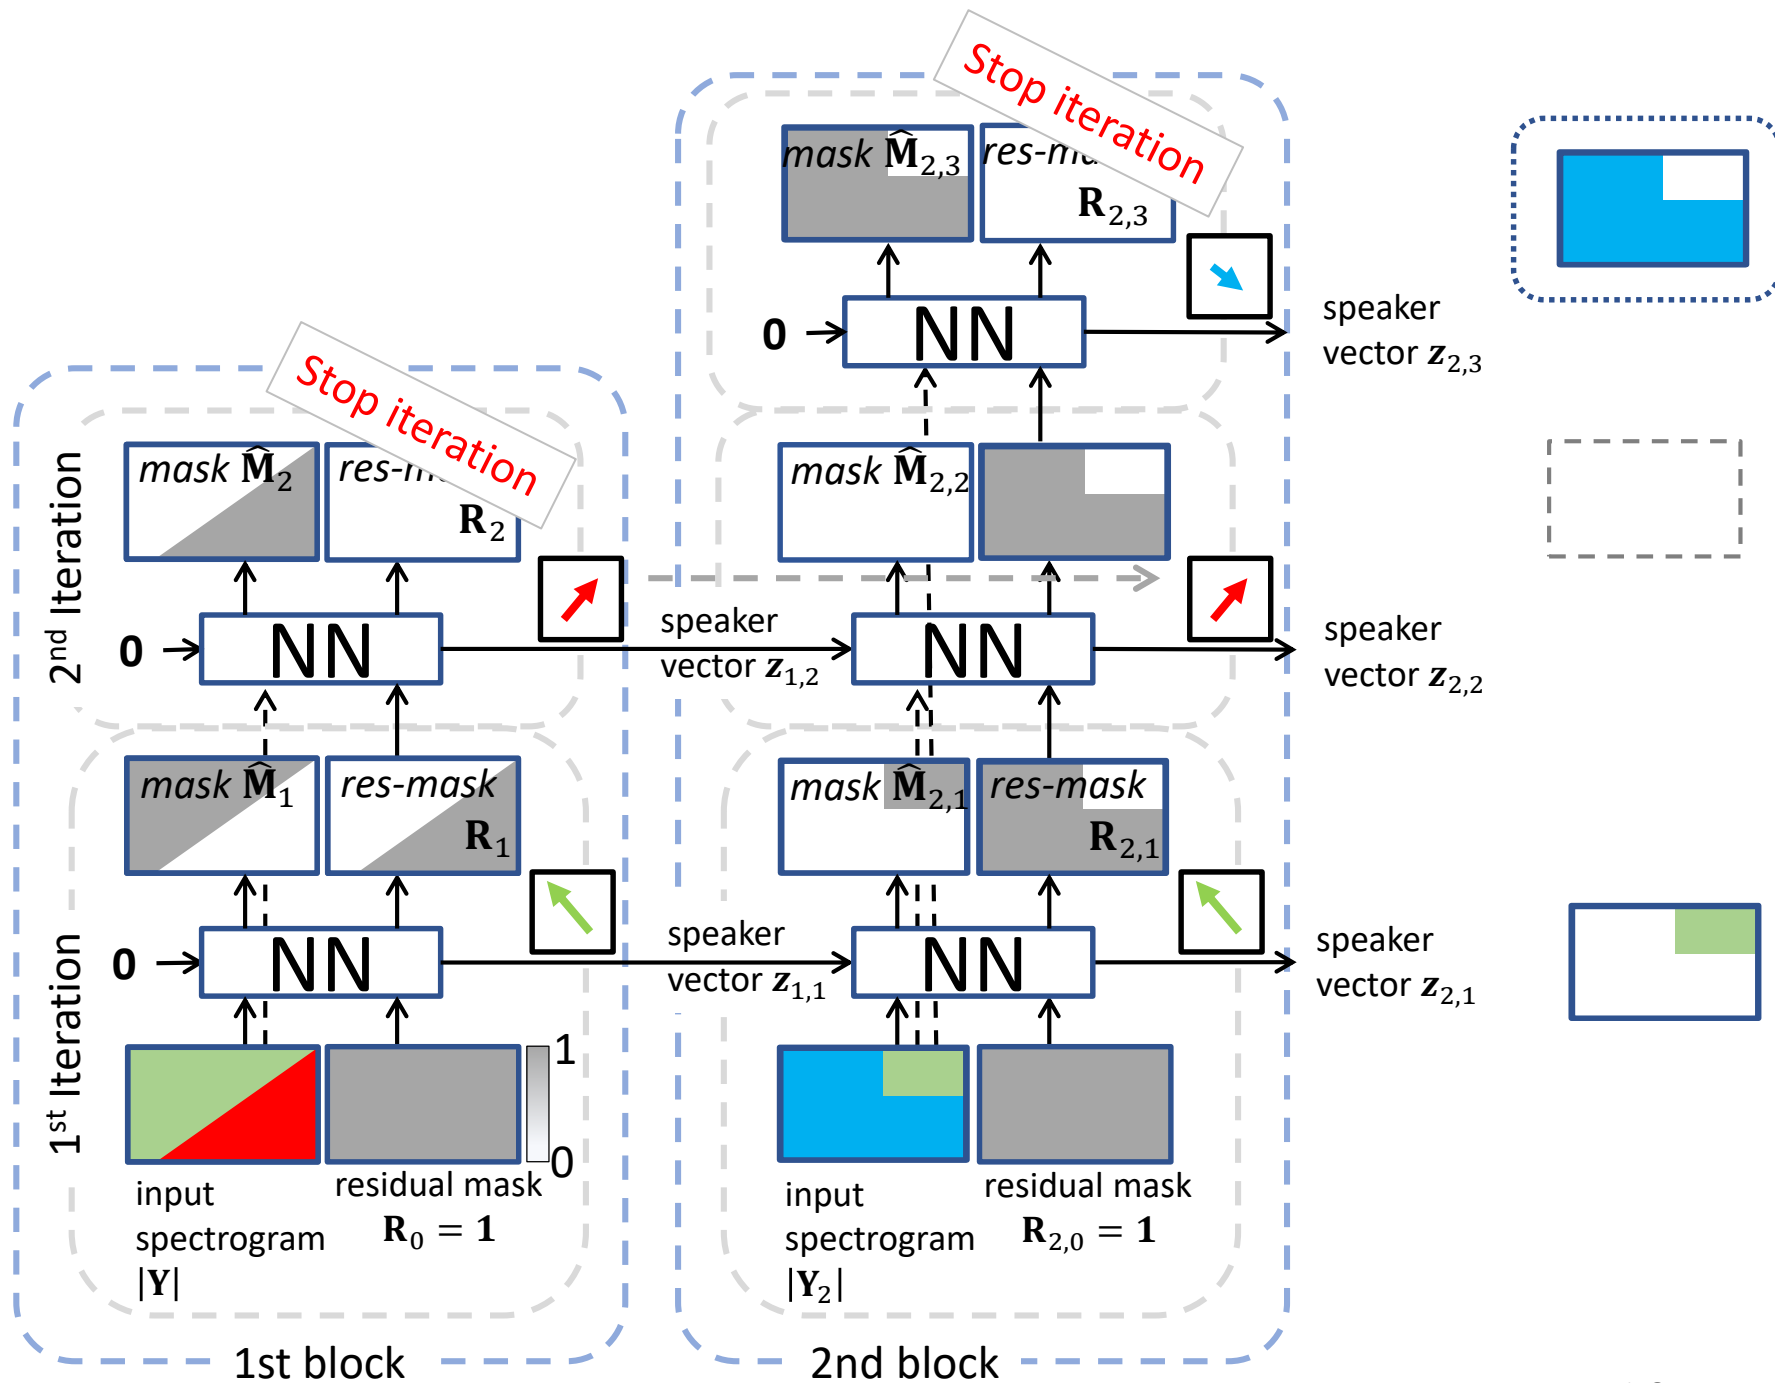 Stop iteration
mask M̂2,3
res-ma
R2,3
0
NN
speaker
vector z2,3
Stop iteration
2nd Iteration
mask M̂2
res-m
R2
mask M̂2,2
0
NN
speaker
vector z1,2
NN
speaker
vector z2,2
1st Iteration
mask M̂1
res-mask
R1
mask M̂2,1
res-mask
R2,1
0
NN
speaker
vector z1,1
NN
speaker
vector z2,1
1
0
input
spectrogram
|Y|
residual mask
R0 = 1
input
spectrogram
|Y2|
residual mask
R2,0 = 1
1st block
2nd block